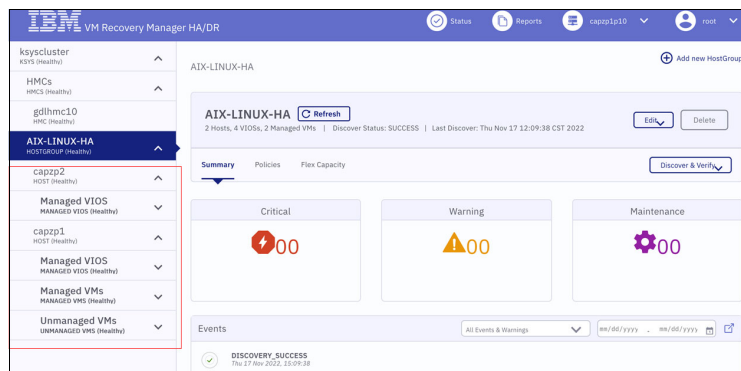 IBM VM Recovery Manager HA/DR
Status
Reports
capzp1p10
root
ksyscluster
KSYS (Healthy)
HMCs
HMCS (Healthy)
gdlhmc10
HMC (Healthy)
AIX-LINUX-HA
HOSTGROUP (Healthy)
capzp2
HOST (Healthy)
Managed VIOS
MANAGED VIOS (Healthy)
capzp1
HOST (Healthy)
Managed VIOS
MANAGED VIOS (Healthy)
Managed VMs
MANAGED VMS (Healthy)
Unmanaged VMs
UNMANAGED VMS (Healthy)
AIX-LINUX-HA
Add new HostGroup
AIX-LINUX-HA Refresh
2 Hosts, 4 VIOSs, 2 Managed VMs | Discover Status: SUCCESS | Last Discover: Thu Nov 17 12:09:38 CST 2022
Edit
Delete
Summary Policies Flex Capacity
Discover & Verify
Critical
00
Warning
00
Maintenance
00
Events
All Events & Warnings
mm/dd/yyyy - mm/dd/yyyy
DISCOVERY_SUCCESS
Thu 17 Nov 2022, 15:09:38